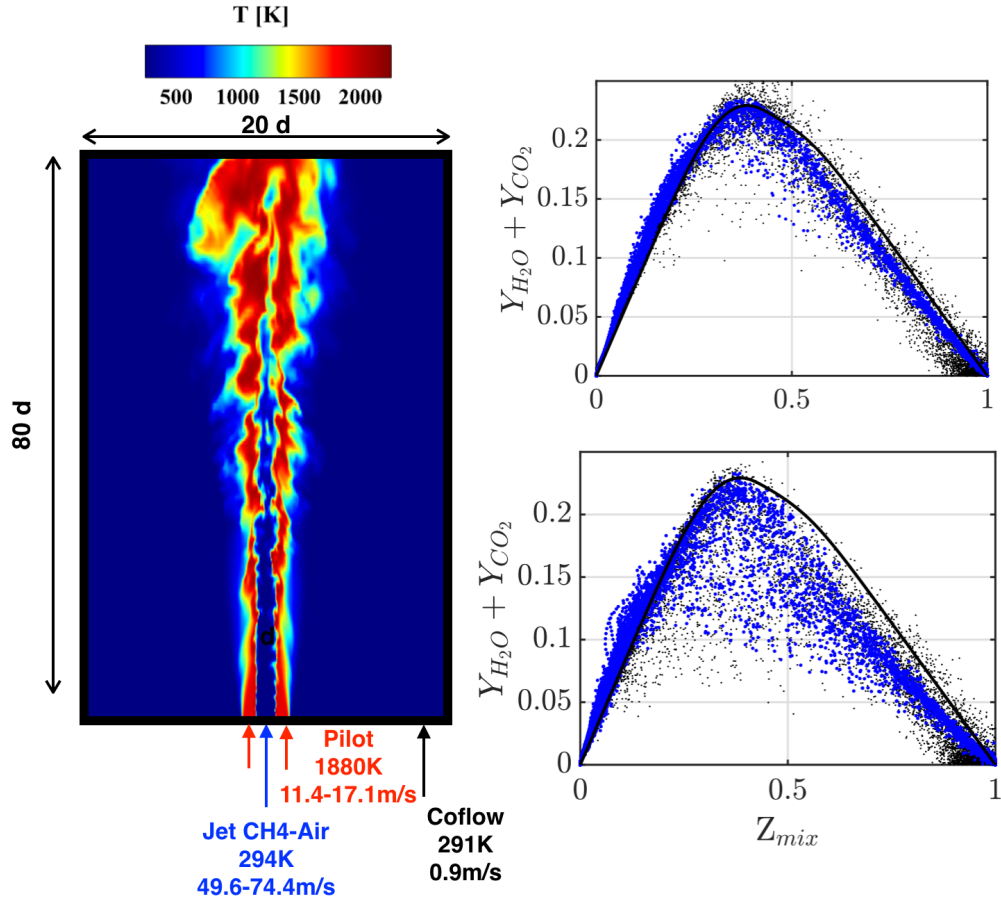 T [K]
500 1000 1500 2000
20 d
80 d
d
Pilot
1880K
11.4-17.1m/s
Jet CH4-Air
294K
49.6-74.4m/s
Coflow
291K
0.9m/s
Y_{H_2O} + Y_{CO_2}
0.2
0.15
0.1
0.05
0
0 0.5 1
Y_{H_2O} + Y_{CO_2}
0.2
0.15
0.1
0.05
0
0 0.5 1
Z_{mix}